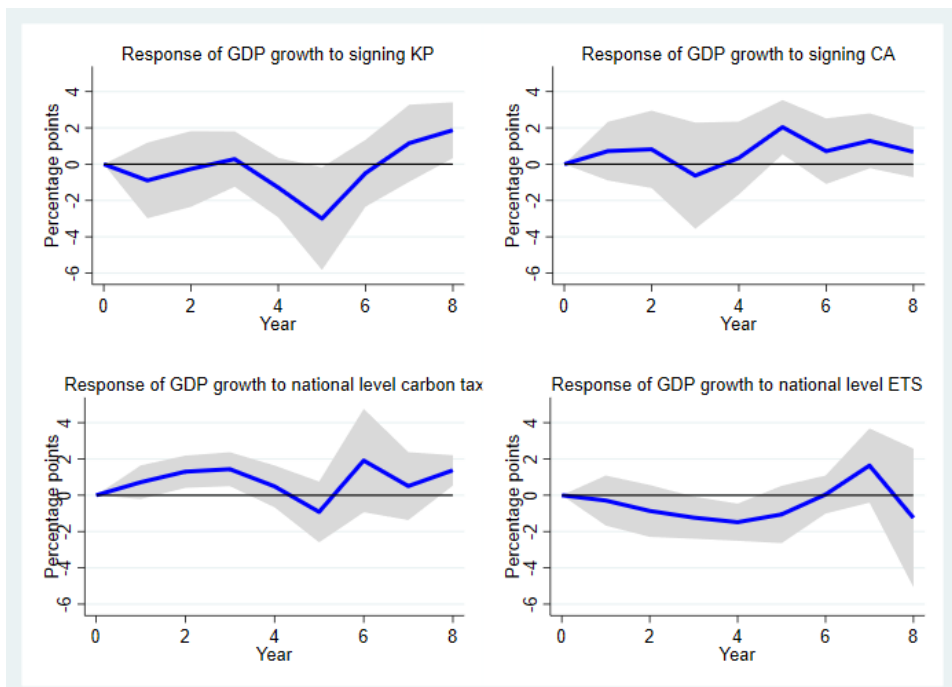 Response of GDP growth to signing KP
Percentage points
4
2
0
-2
-4
-6
0 2 4 6 8
Year
Response of GDP growth to signing CA
Percentage points
4
2
0
-2
-4
-6
0 2 4 6 8
Year
Response of GDP growth to national level carbon tax
Percentage points
4
2
0
-2
-4
-6
0 2 4 6 8
Year
Response of GDP growth to national level ETS
Percentage points
4
2
0
-2
-4
-6
0 2 4 6 8
Year